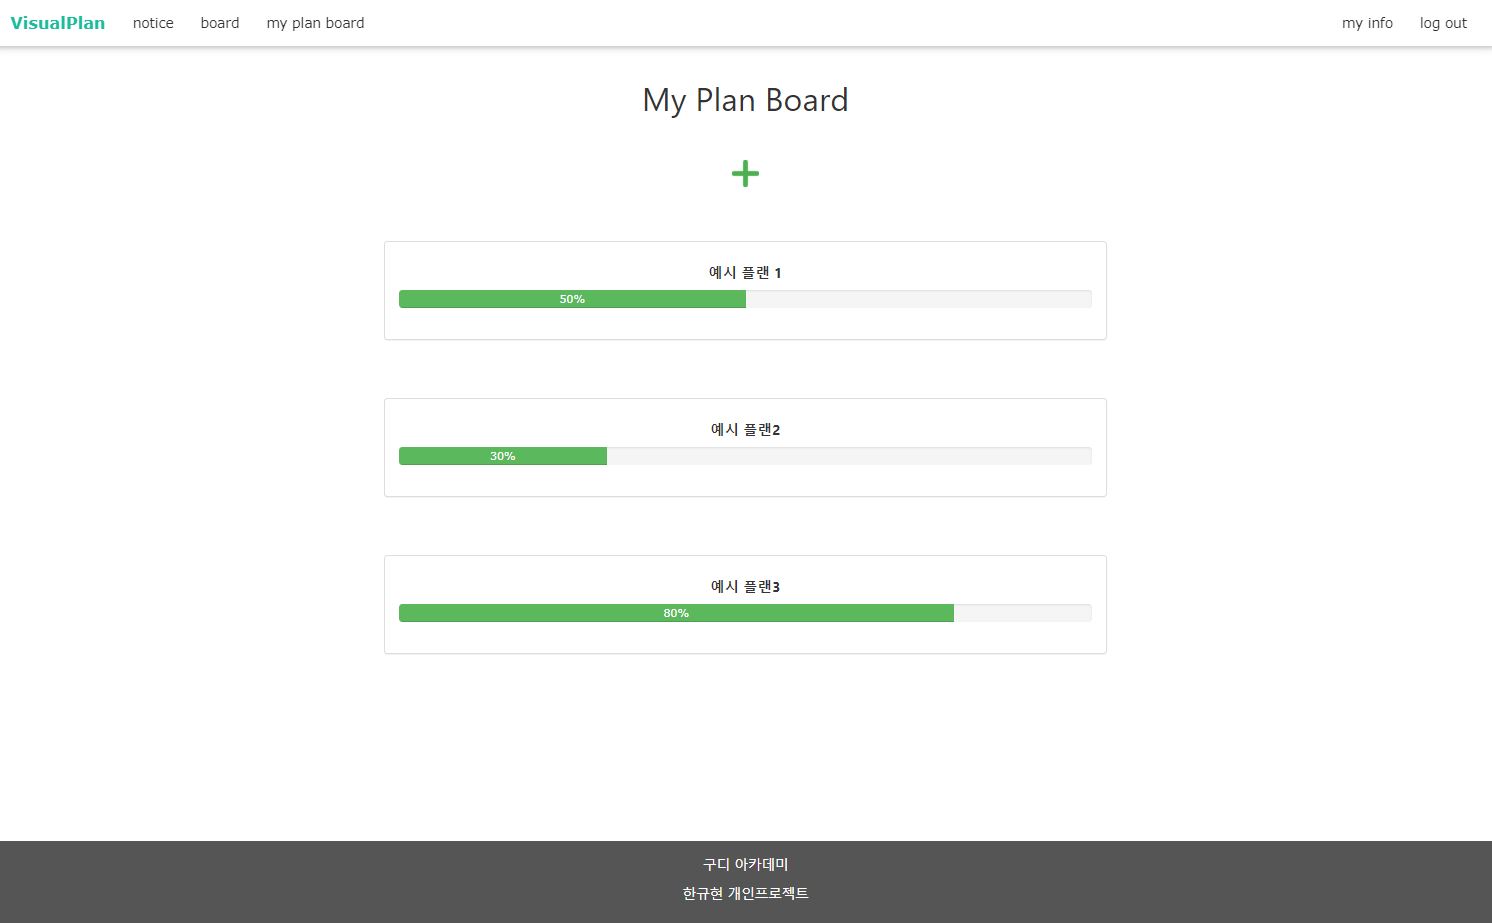 VisualPlan notice board my plan board my info log out
My Plan Board
예시 플랜 1
50%
예시 플랜2
30%
예시 플랜3
80%
구디 아카데미
한규현 개인프로젝트